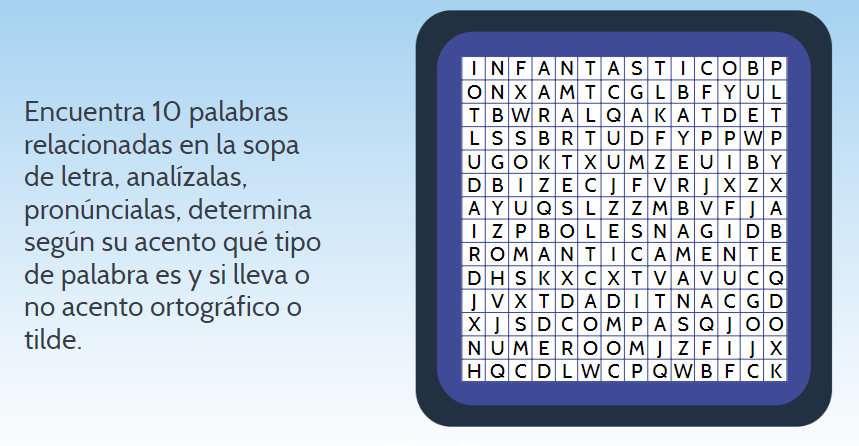 Encuentra 10 palabras
relacionadas en la sopa
de letra, analízalas,
pronúncialas, determina
según su acento qué tipo
de palabra es y si lleva o
no acento ortográfico o
tilde.
I N F A N T A S T I C O B P
O N X A M T C G L B F Y U L
T B W R A L Q A K A T D E T
L S S B R T U D F Y P P W P
U G O K T X U M Z E U I B Y
D B I Z E C J F V R J X Z X
A Y U Q S L Z Z M B V F J A
I Z P B O L E S N A G I D B
R O M A N T I C A M E N T E
D H S K X C X T V A V U C Q
J V X T D A D I T N A C G D
X J S D C O M P A S Q J O O
N U M E R O O M J Z F I J X
H Q C D L W C P Q W B F C K